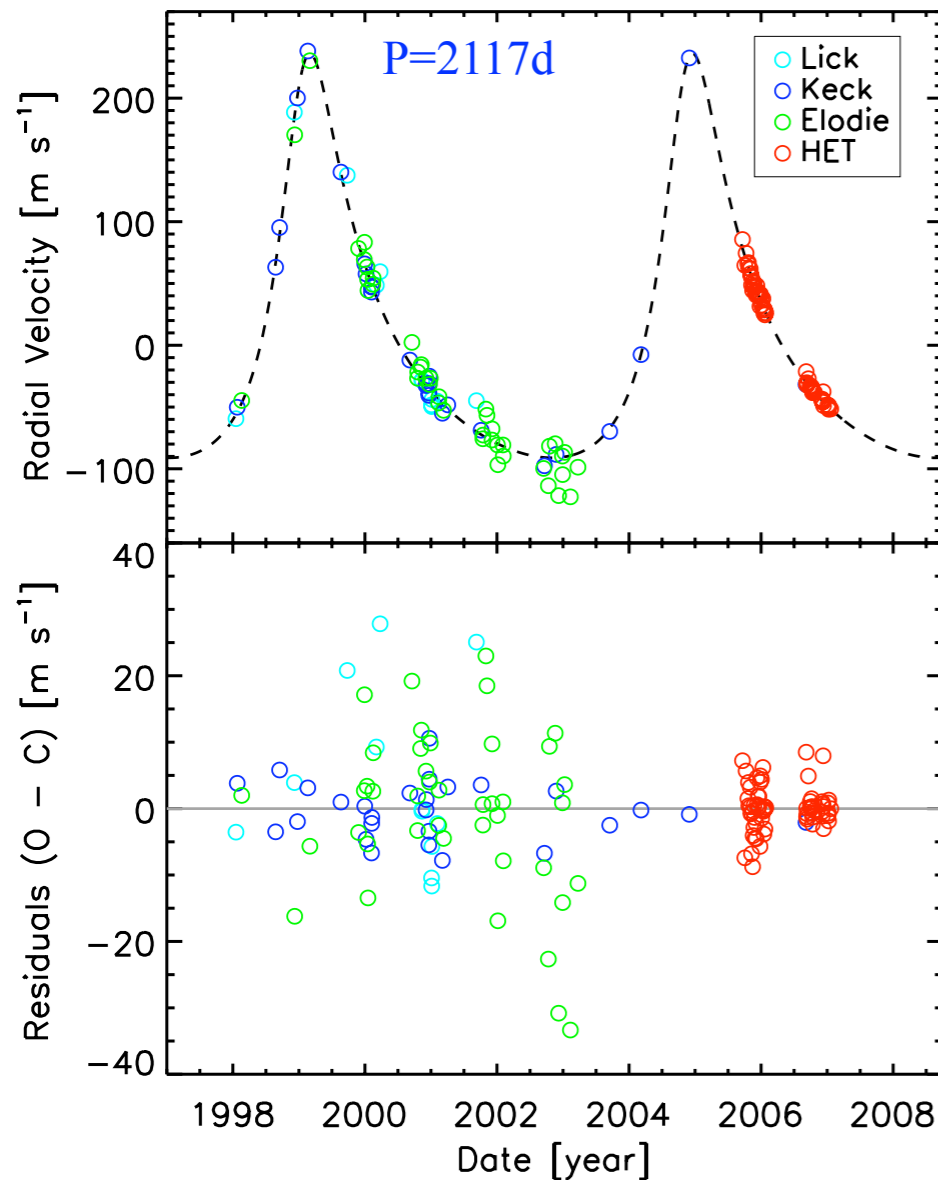 P=2117d
Lick
Keck
Elodie
HET
Radial Velocity [m s⁻¹]
200
100
0
−100
Residuals (O − C) [m s⁻¹]
40
20
0
−20
−40
1998 2000 2002 2004 2006 2008
Date [year]